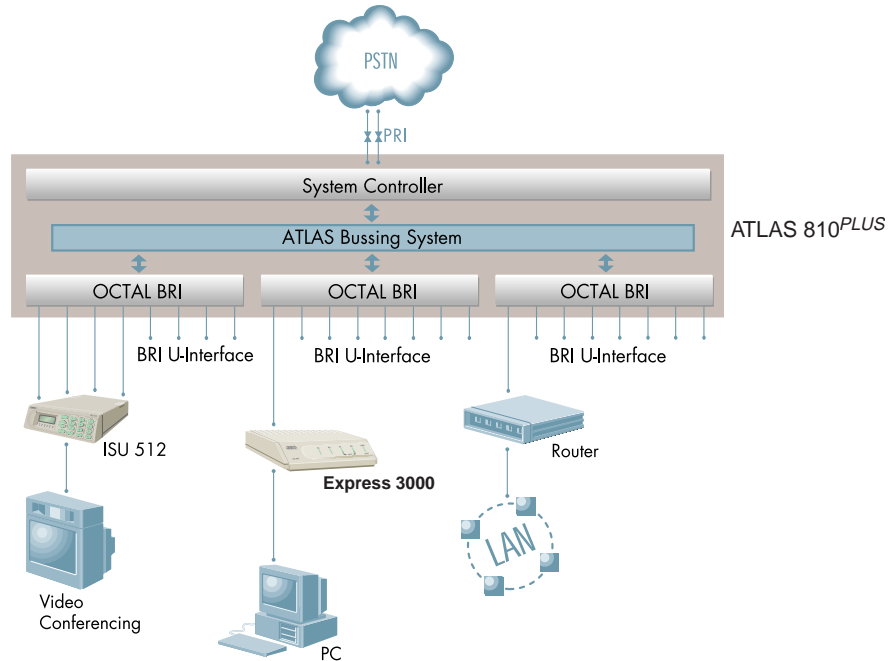 PSTN
PRI
System Controller
ATLAS Bussing System
ATLAS 810PLUS
OCTAL BRI
OCTAL BRI
OCTAL BRI
BRI U-Interface
BRI U-Interface
BRI U-Interface
ISU 512
Express 3000
Router
LAN
Video
Conferencing
PC